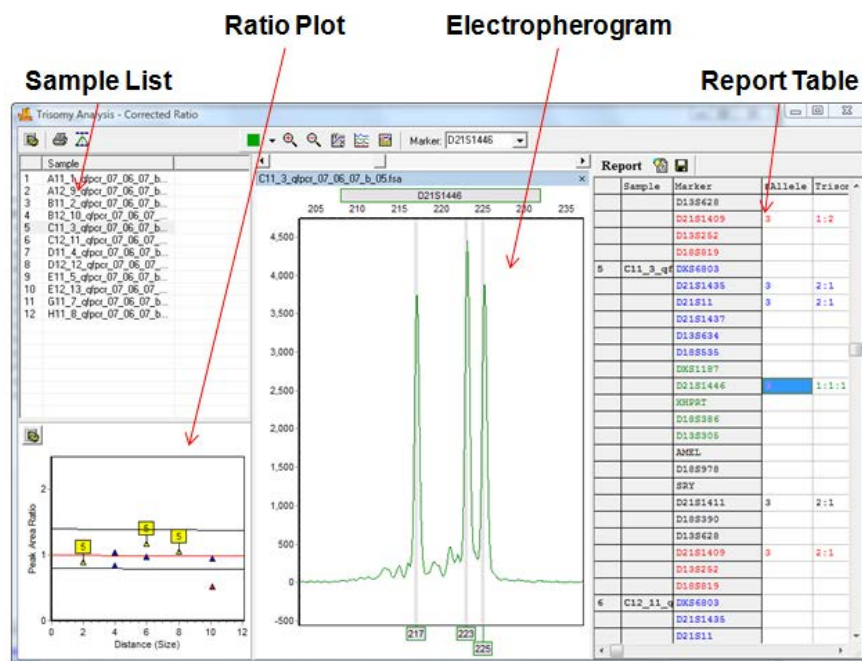 Ratio Plot Electropherogram
Sample List Report Table
Trisomy Analysis - Corrected Ratio
Marker: D21S1446
Sample
1 A11_1_qfpcr_07_06_07_b...
2 A12_9_qfpcr_07_06_07_...
3 B11_2_qfpcr_07_06_07_b...
4 B12_10_qfpcr_07_06_07_...
5 C11_3_qfpcr_07_06_07_b...
6 C12_11_qfpcr_07_06_07_...
7 D11_4_qfpcr_07_06_07_b...
8 D12_12_qfpcr_07_06_07_...
9 E11_5_qfpcr_07_06_07_b...
10 E12_13_qfpcr_07_06_07_...
11 G11_7_qfpcr_07_06_07_b...
12 H11_8_qfpcr_07_06_07_b...
Peak Area Ratio
2
1
0
5 5 5
0 2 4 6 8 10 12
Distance (Size)
C11_3_qfpcr_07_06_07_b_05.fsa
D21S1446
205 210 215 220 225 230 235
4,500
4,000
3,500
3,000
2,500
2,000
1,500
1,000
500
0
-500
217 223
225
Report
Sample Marker #Allele Trisor
D13S628
D21S1409 3 1:2
D13S252
D18S819
5 C11_3_qf DXS6803
D21S1435 3 2:1
D21S11 3 2:1
D21S1437
D13S634
D18S535
DXS1187
D21S1446 3 1:1:1
XHPRT
D18S386
D13S305
AMEL
D18S978
SRY
D21S1411 3 2:1
D18S390
D13S628
D21S1409 3 2:1
D13S252
D18S819
6 C12_11_q DXS6803
D21S1435
D21S11